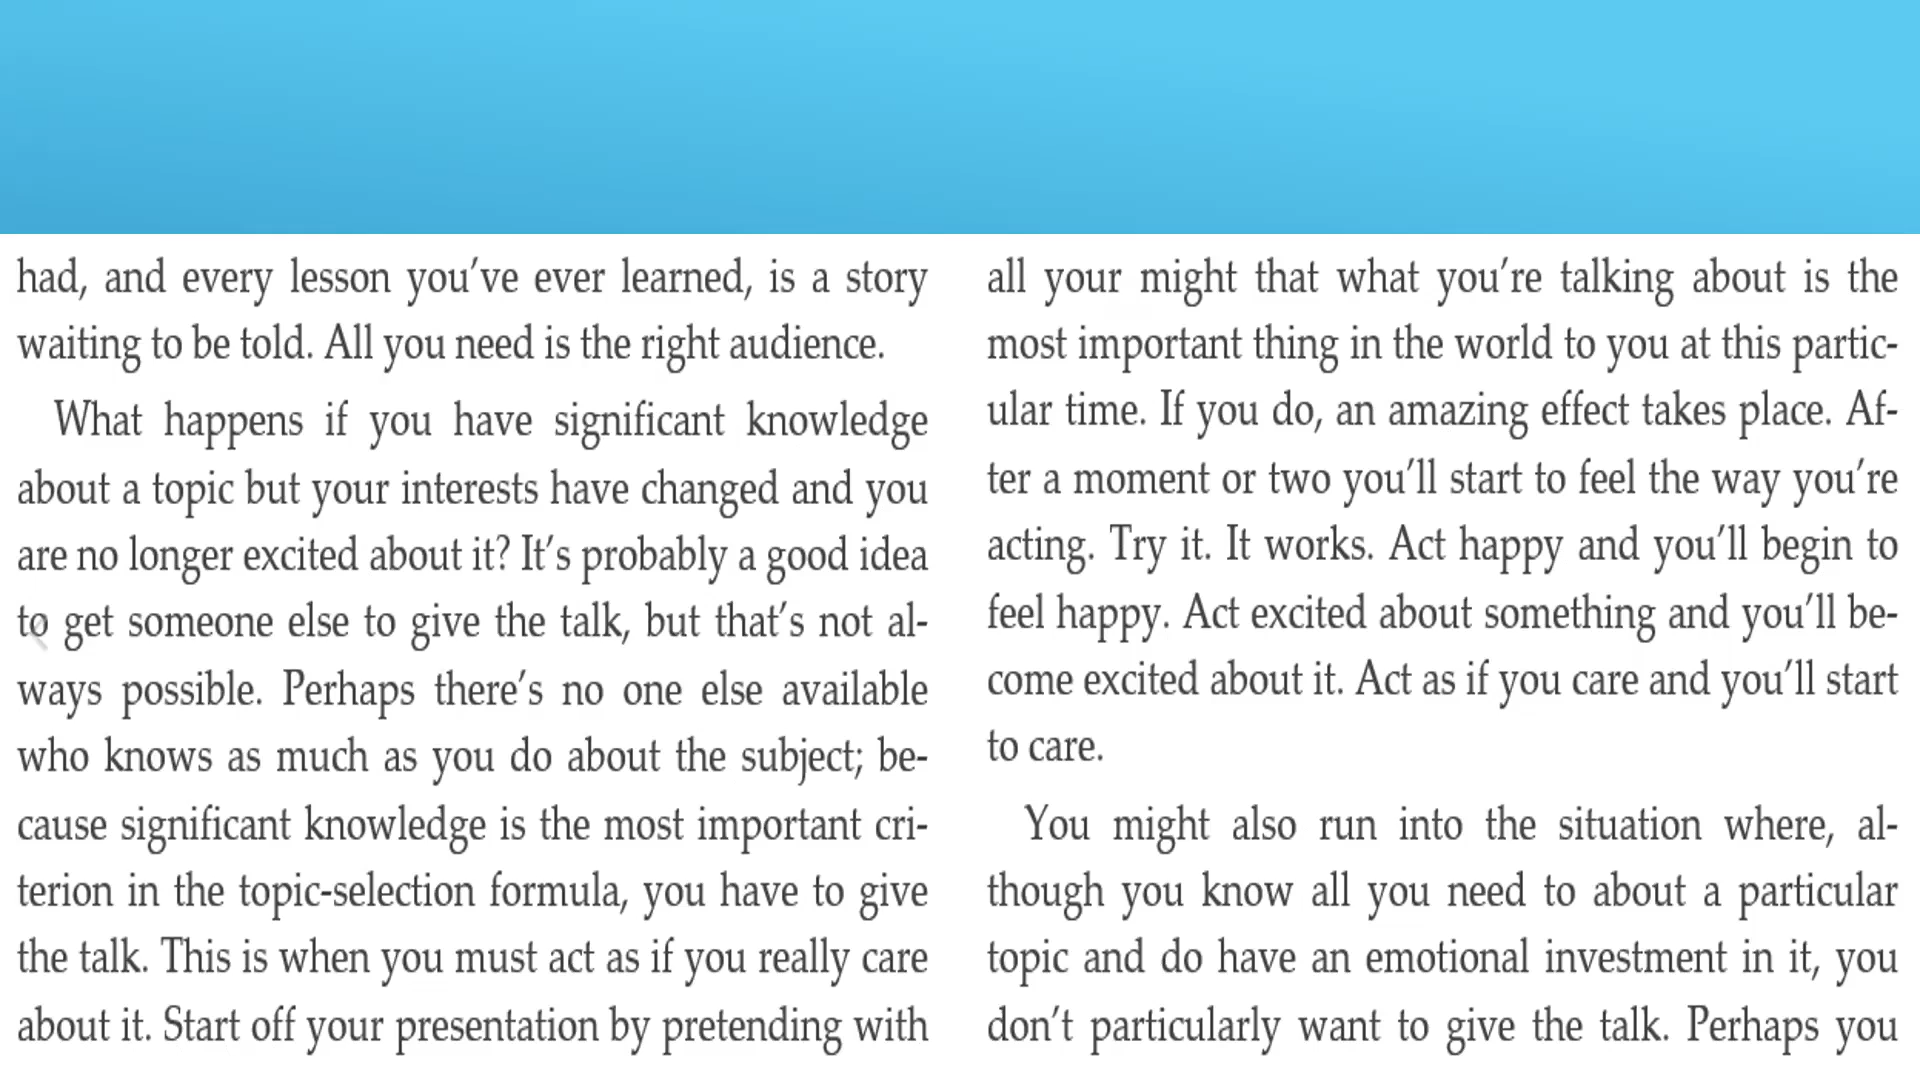 had, and every lesson you’ve ever learned, is a story
waiting to be told. All you need is the right audience.
What happens if you have significant knowledge
about a topic but your interests have changed and you
are no longer excited about it? It’s probably a good idea
to get someone else to give the talk, but that’s not al-
ways possible. Perhaps there’s no one else available
who knows as much as you do about the subject; be-
cause significant knowledge is the most important cri-
terion in the topic-selection formula, you have to give
the talk. This is when you must act as if you really care
about it. Start off your presentation by pretending with
all your might that what you’re talking about is the
most important thing in the world to you at this partic-
ular time. If you do, an amazing effect takes place. Af-
ter a moment or two you’ll start to feel the way you’re
acting. Try it. It works. Act happy and you’ll begin to
feel happy. Act excited about something and you’ll be-
come excited about it. Act as if you care and you’ll start
to care.
You might also run into the situation where, al-
though you know all you need to about a particular
topic and do have an emotional investment in it, you
don’t particularly want to give the talk. Perhaps you